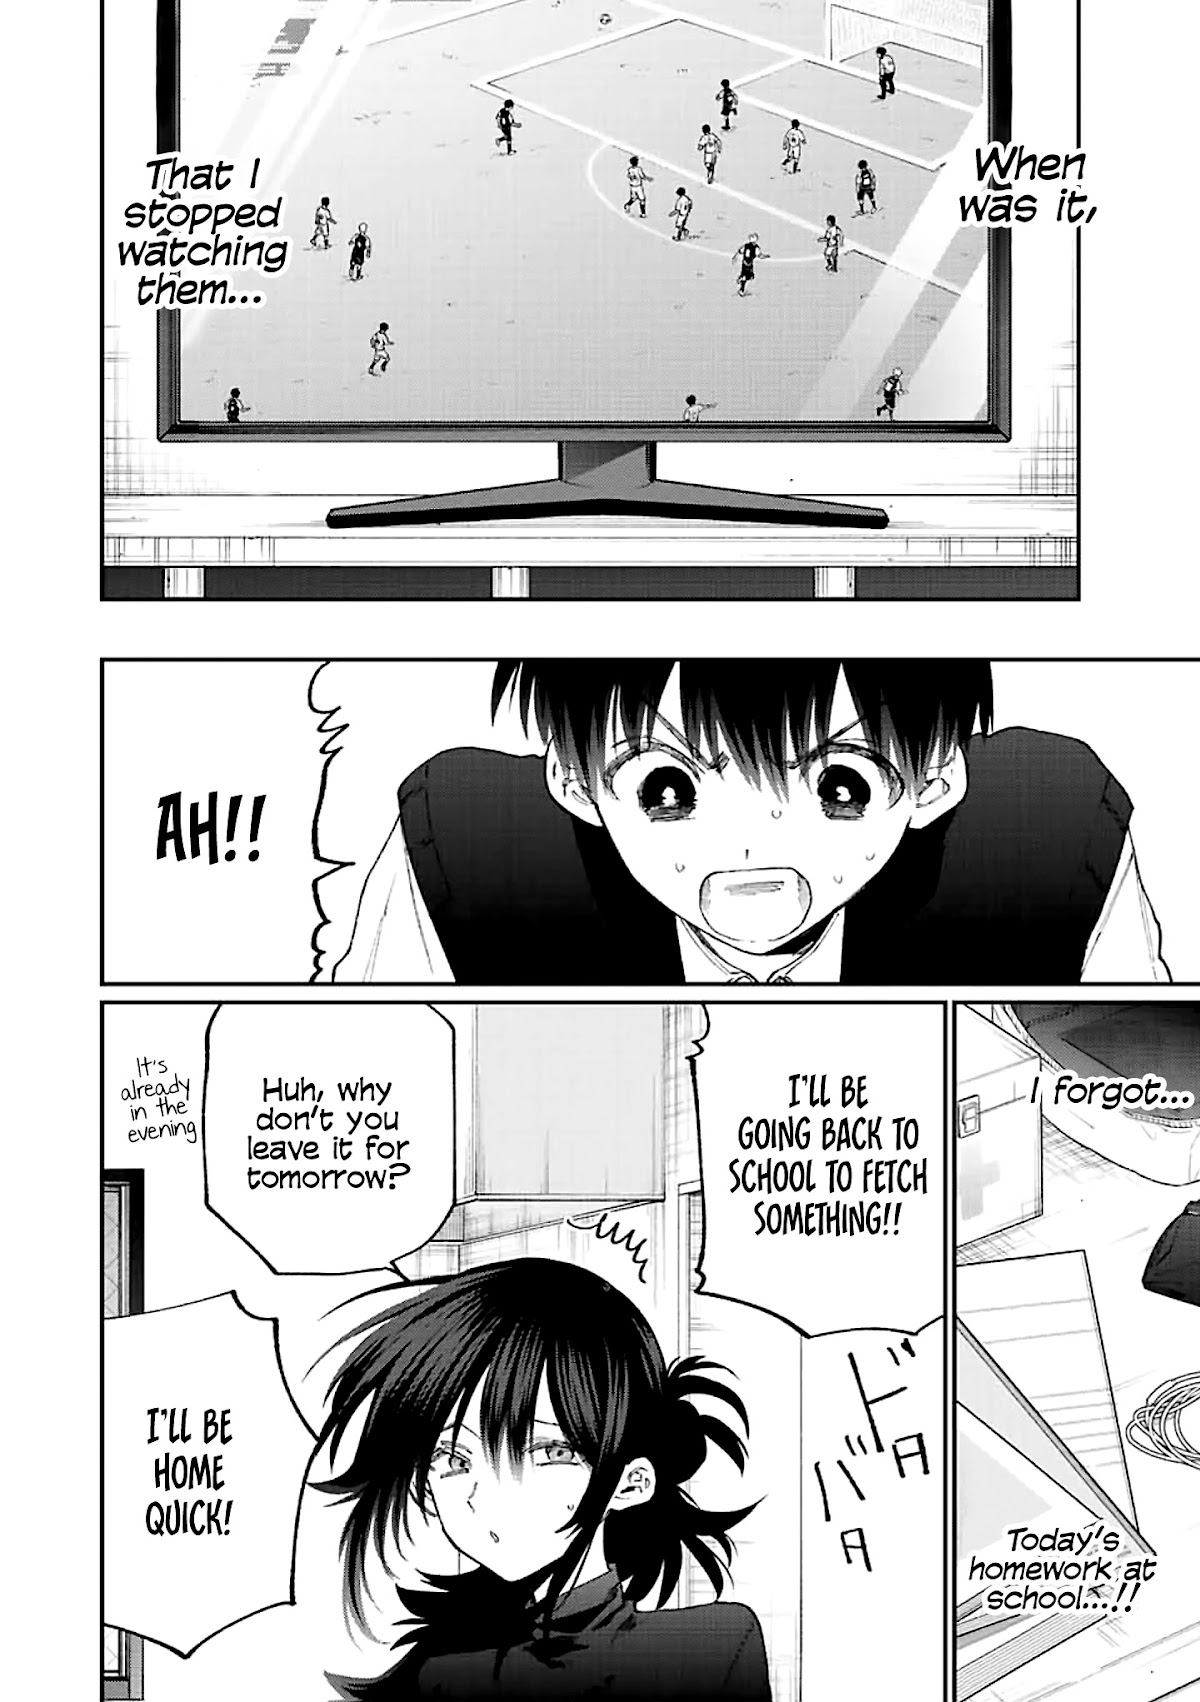 When
was it,
That I
stopped
watching
them...
AH!!
I forgot...
Today's
homework at
school...!!
I'LL BE
GOING BACK TO
SCHOOL TO FETCH
SOMETHING!!
ドタ
バタ
Huh, why
don't you
leave it for
tomorrow?
It's
already
in the
evening
I'LL BE
HOME
QUICK!